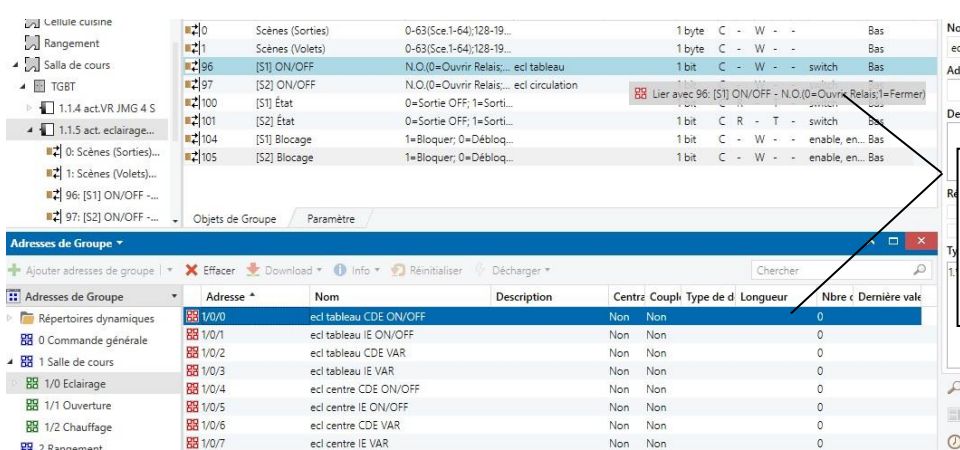 Cellule cuisine
Rangement
Salla de cours
TGBT
1.1.4 act.VR JMG 4 S
1.1.5 act. eclairage...
0: Scènes (Sorties)...
1: Scènes (Volets)...
96: [S1] ON/OFF -...
97: [S2] ON/OFF -...
0 Scènes (Sorties) 0-63(Sce.1-64);128-19... 1 byte C - W - - Bas
1 Scènes (Volets) 0-63(Sce.1-64);128-19... 1 byte C - W - - Bas
96 [S1] ON/OFF N.O.(0=Ouvrir Relais;... ecl tableau 1 bit C - W - - switch Bas
97 [S2] ON/OFF N.O.(0=Ouvrir Relais;... ecl circulation 1 bit C - W - - switch Bas
Lier avec 96: [S1] ON/OFF - N.O.(0=Ouvrir Relais;1=Fermer)
100 [S1] État 0=Sortie OFF; 1=Sorti... 1 bit C R - T - switch Bas
101 [S2] État 0=Sortie OFF; 1=Sorti... 1 bit C R - T - switch Bas
104 [S1] Blocage 1=Bloquer; 0=Débloq... 1 bit C - W - - enable, en... Bas
105 [S2] Blocage 1=Bloquer; 0=Débloq... 1 bit C - W - - enable, en... Bas
Objets de Groupe Paramètre
Adresses de Groupe
Ajouter adresses de groupe Effacer Download Info Réinitialiser Décharger Chercher
Adresses de Groupe
Répertoires dynamiques
0 Commande générale
1 Salle de cours
1/0 Eclairage
1/1 Ouverture
1/2 Chauffage
2 Rangement
Adresse Nom Description Centra Coupl Type de d Longueur Nbre c Dernière vale
1/0/0 ecl tableau CDE ON/OFF Non Non 0
1/0/1 ecl tableau IE ON/OFF Non Non 0
1/0/2 ecl tableau CDE VAR Non Non 0
1/0/3 ecl tableau IE VAR Non Non 0
1/0/4 ecl centre CDE ON/OFF Non Non 0
1/0/5 ecl centre IE ON/OFF Non Non 0
1/0/6 ecl centre CDE VAR Non Non 0
1/0/7 ecl centre IE VAR Non Non 0
No
ec
Ad
De
Re
Ty
1.